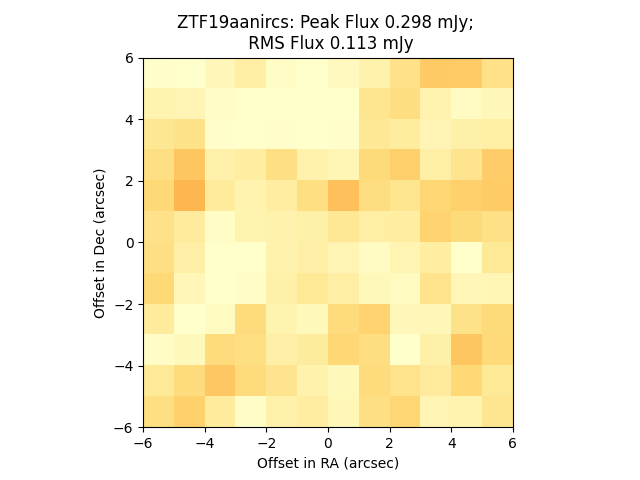 ZTF19aanircs: Peak Flux 0.298 mJy;
RMS Flux 0.113 mJy
6
4
2
0
−2
−4
−6
Offset in Dec (arcsec)
−6 −4 −2 0 2 4 6
Offset in RA (arcsec)